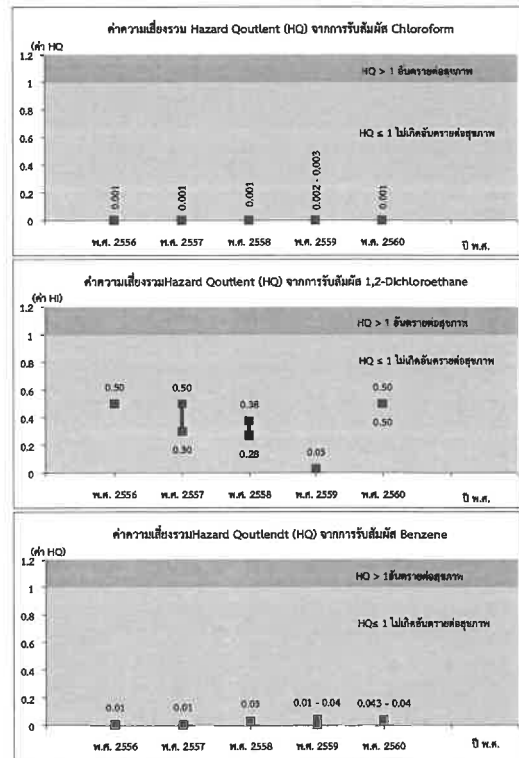 ค่าความเสี่ยงรวม Hazard Qoutlent (HQ) จากการรับสัมผัส Chloroform
(ค่า HQ)
1.2
HQ > 1 อันตรายต่อสุขภาพ
1
0.8
HQ ≤ 1 ไม่เกิดอันตรายต่อสุขภาพ
0.6
0.4
0.2
0.001 0.001 0.001 0.002 - 0.003 0.001
0
พ.ศ. 2556 พ.ศ. 2557 พ.ศ. 2558 พ.ศ. 2559 พ.ศ. 2560 ปี พ.ศ.
ค่าความเสี่ยงรวมHazard Qoutlent (HQ) จากการรับสัมผัส 1,2-Dichloroethane
(ค่า HI)
1.2
HQ > 1 อันตรายต่อสุขภาพ
1
HQ ≤ 1 ไม่เกิดอันตรายต่อสุขภาพ
0.8
0.6
0.50 0.50 0.38 0.50
0.4
0.30 0.28 0.50
0.2
0.03
0
พ.ศ. 2556 พ.ศ. 2557 พ.ศ. 2558 พ.ศ. 2559 พ.ศ. 2560 ปี พ.ศ.
ค่าความเสี่ยงรวมHazard Qoutlendt (HQ) จากการรับสัมผัส Benzene
(ค่า HQ)
1.2
HQ > 1อันตรายต่อสุขภาพ
1
0.8
HQ≤ 1 ไม่เกิดอันตรายต่อสุขภาพ
0.6
0.4
0.2
0.01 0.01 0.03 0.01 - 0.04 0.043 - 0.04
0
พ.ศ. 2556 พ.ศ. 2557 พ.ศ. 2558 พ.ศ. 2559 พ.ศ. 2560 ปี พ.ศ.